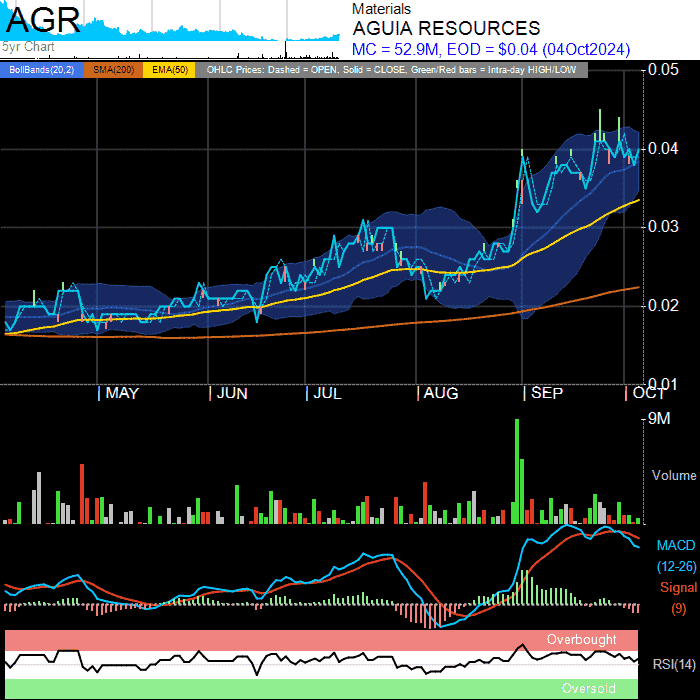 AGR
5yr Chart
Materials
AGUIA RESOURCES
MC = 52.9M, EOD = $0.04 (04Oct2024)
BollBands(20,2) SMA(200) EMA(50) OHLC Prices: Dashed = OPEN, Solid = CLOSE, Green/Red bars = Intra-day HIGH/LOW
0.05
0.04
0.03
0.02
0.01
MAY JUN JUL AUG SEP OCT
9M
Volume
MACD
(12-26)
Signal
(9)
Overbought
RSI(14)
Oversold